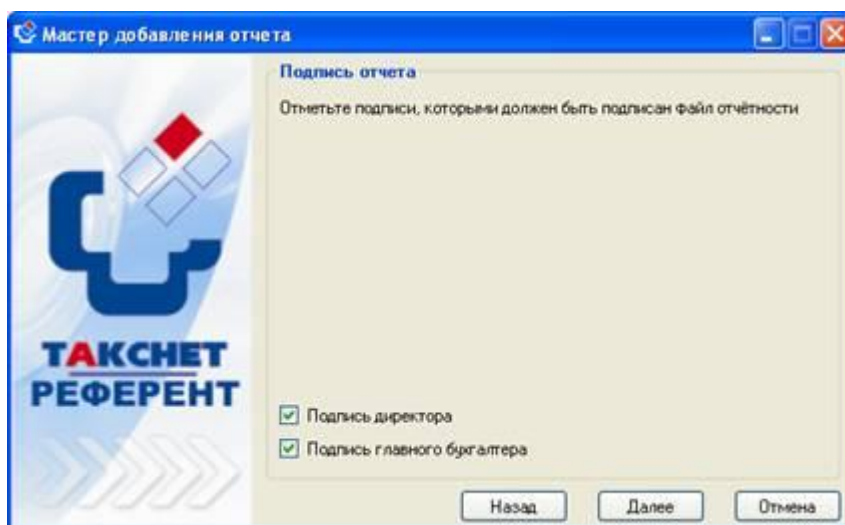 Мастер добавления отчета
Подпись отчета
Отметьте подписи, которыми должен быть подписан файл отчётности
ТАКСНЕТ
РЕФЕРЕНТ
Подпись директора
Подпись главного бухгалтера
Назад
Далее
Отмена